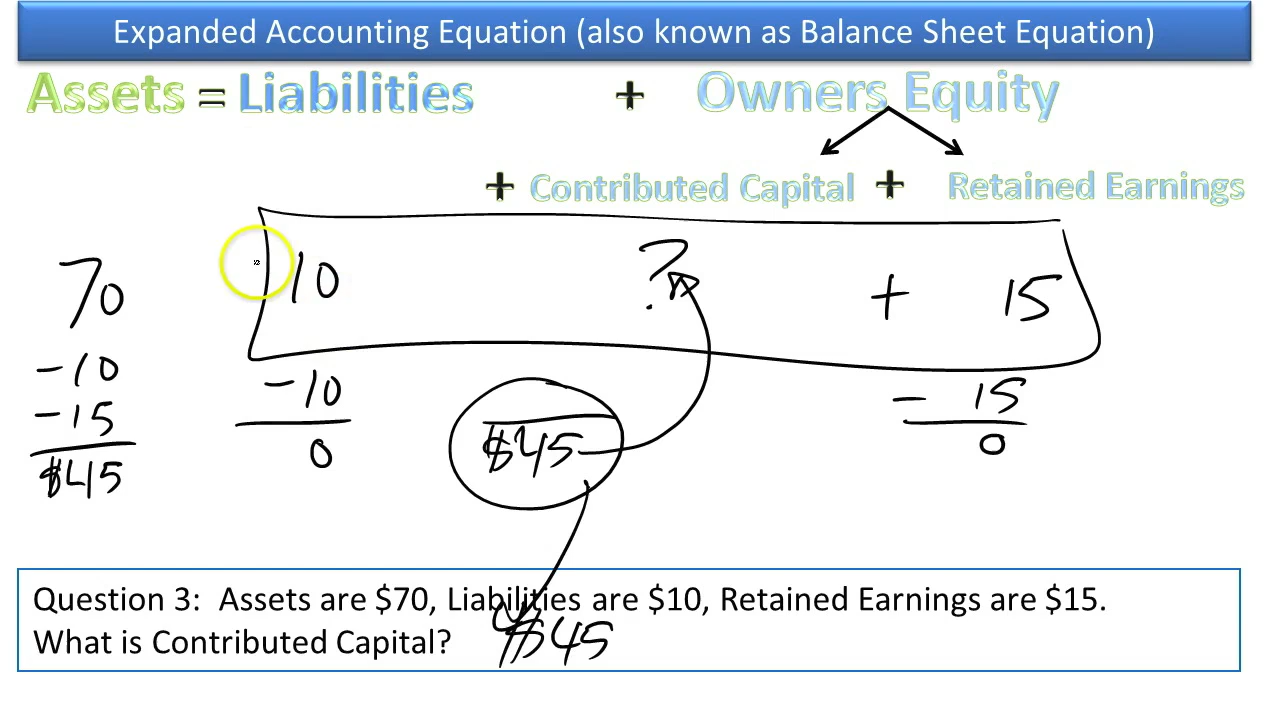 Expanded Accounting Equation (also known as Balance Sheet Equation)
Assets = Liabilities + Owners Equity
+ Contributed Capital + Retained Earnings
70 10 ? + 15
-10 -10 - 15
-15 0 $45 0
$45
Question 3: Assets are $70, Liabilities are $10, Retained Earnings are $15.
What is Contributed Capital? $45